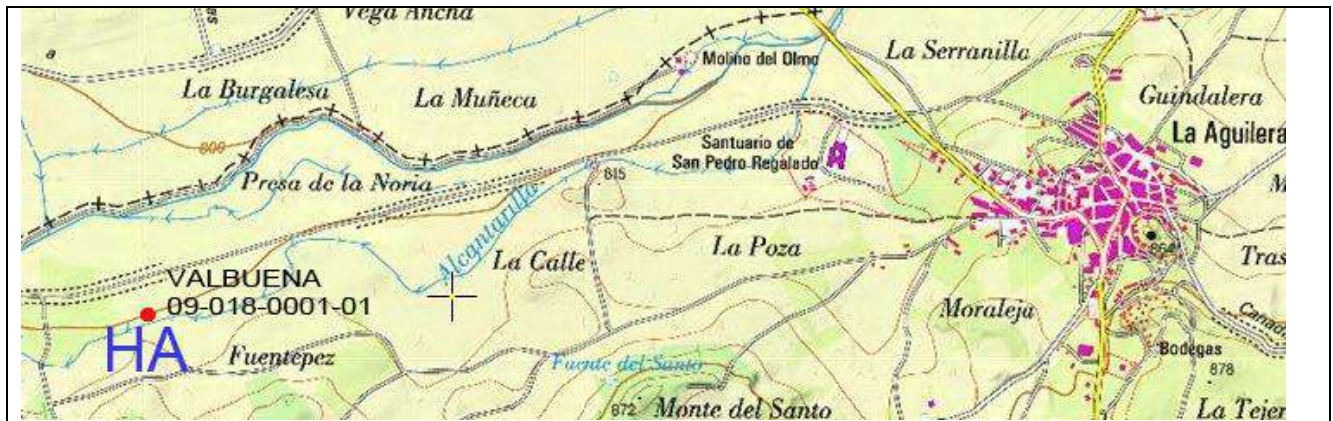 Vega Ancha
a
La Serranilla
Molino del Olmo
La Burgalesa
La Muñeca
Guindalera
La Aguilera
800
Santuario de
San Pedro Regalado
815
Presa de la Noria
Alcantarilla
La Calle
La Poza
864
Tras
VALBUENA
09-018-0001-01
HA
Moraleja
Cañad
Fuentepez
Fuente del Santo
Bodegas
878
872
Monte del Santo
La Tejer